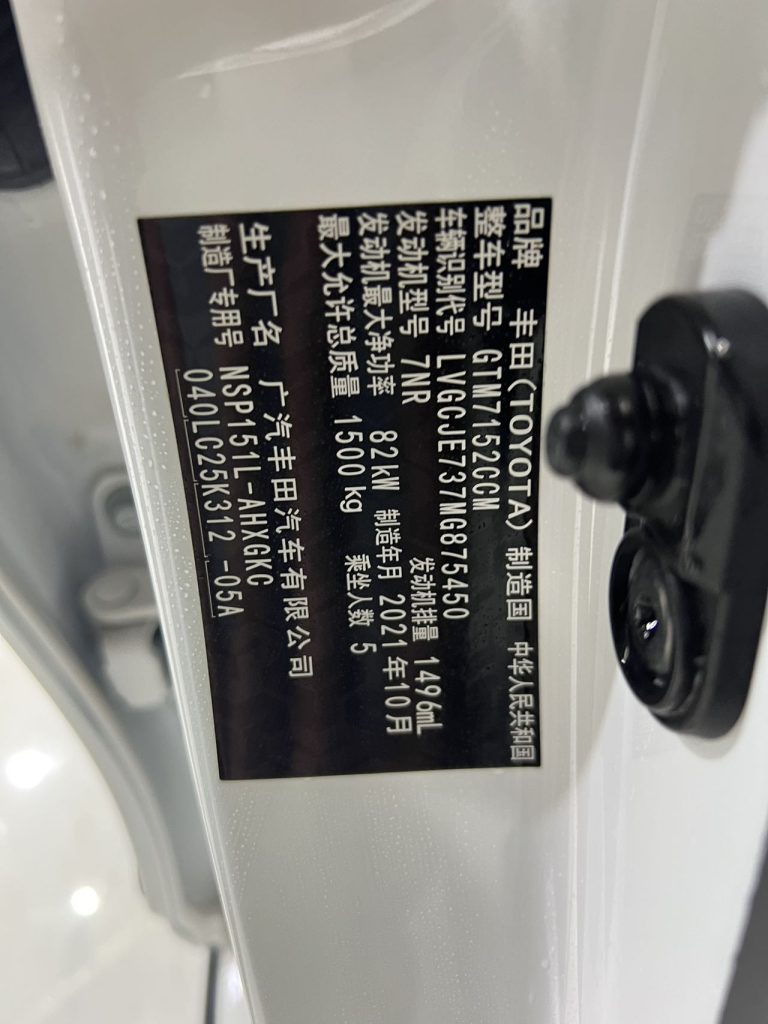 品牌 丰田(TOYOTA) 制造国 中华人民共和国
整车型号 GTM7152CCM
车辆识别代号 LVGCJE737MG875450
发动机型号 7NR 发动机排量 1496mL
发动机最大净功率 82kW 制造年月 2021年10月
最大允许总质量 1500kg 乘坐人数 5
生产厂名 广汽丰田汽车有限公司
制造厂专用号 NSP151L-AHXGKC
040LC25K312 -05A